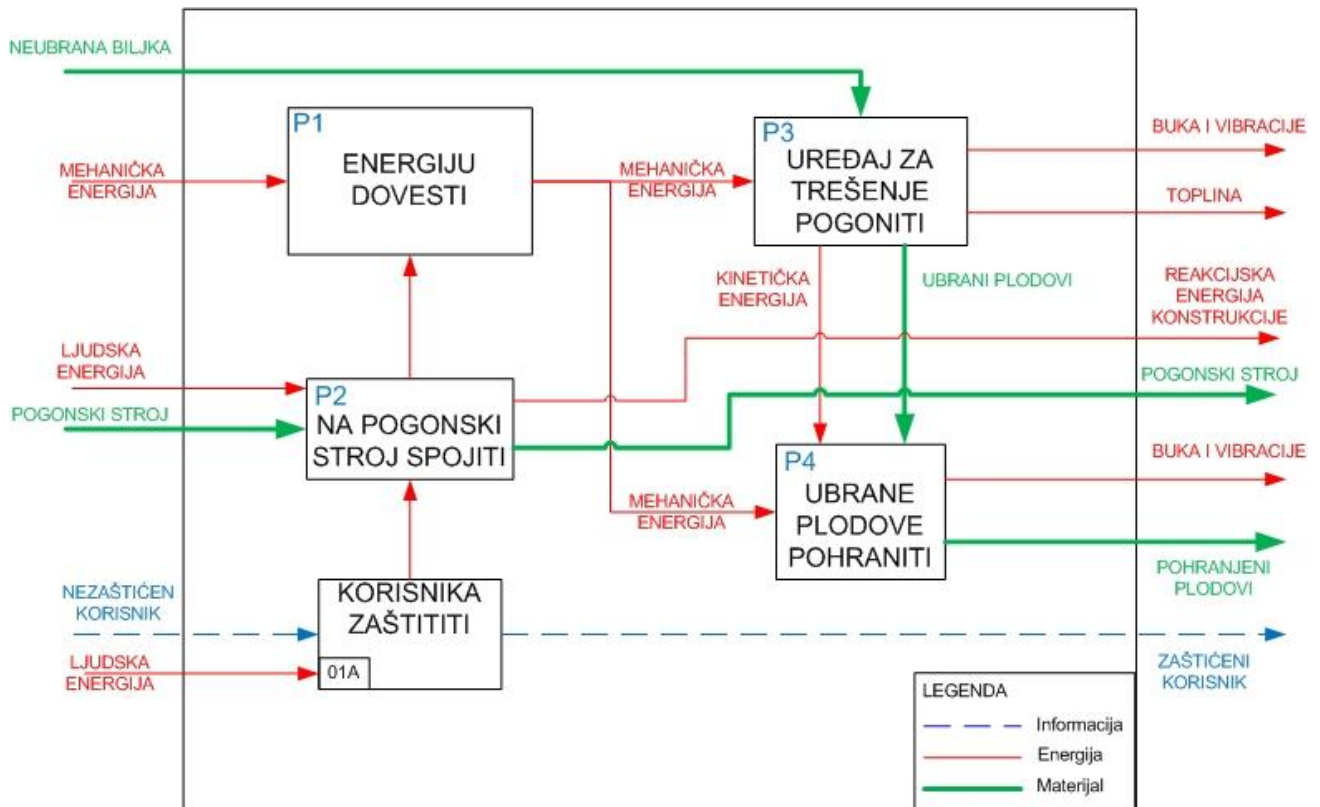 NEUBRANA BILJKA
P1
ENERGIJU
DOVESTI
MEHANIČKA
ENERGIJA
MEHANIČKA
ENERGIJA
P3
UREĐAJ ZA
TREŠENJE
POGONITI
BUKA I VIBRACIJE
TOPLINA
KINETIČKA
ENERGIJA
UBRANI PLODOVI
REAKCIJSKA
ENERGIJA
KONSTRUKCIJE
LJUDSKA
ENERGIJA
POGONSKI STROJ
P2
NA POGONSKI
STROJ SPOJITI
POGONSKI STROJ
P4
UBRANE
PLODOVE
POHRANITI
MEHANIČKA
ENERGIJA
BUKA I VIBRACIJE
POHRANJENI
PLODOVI
NEZAŠTIĆEN
KORISNIK
LJUDSKA
ENERGIJA
KORISNIKA
ZAŠTITITI
01A
ZAŠTIĆENI
KORISNIK
LEGENDA
Informacija
Energija
Materijal